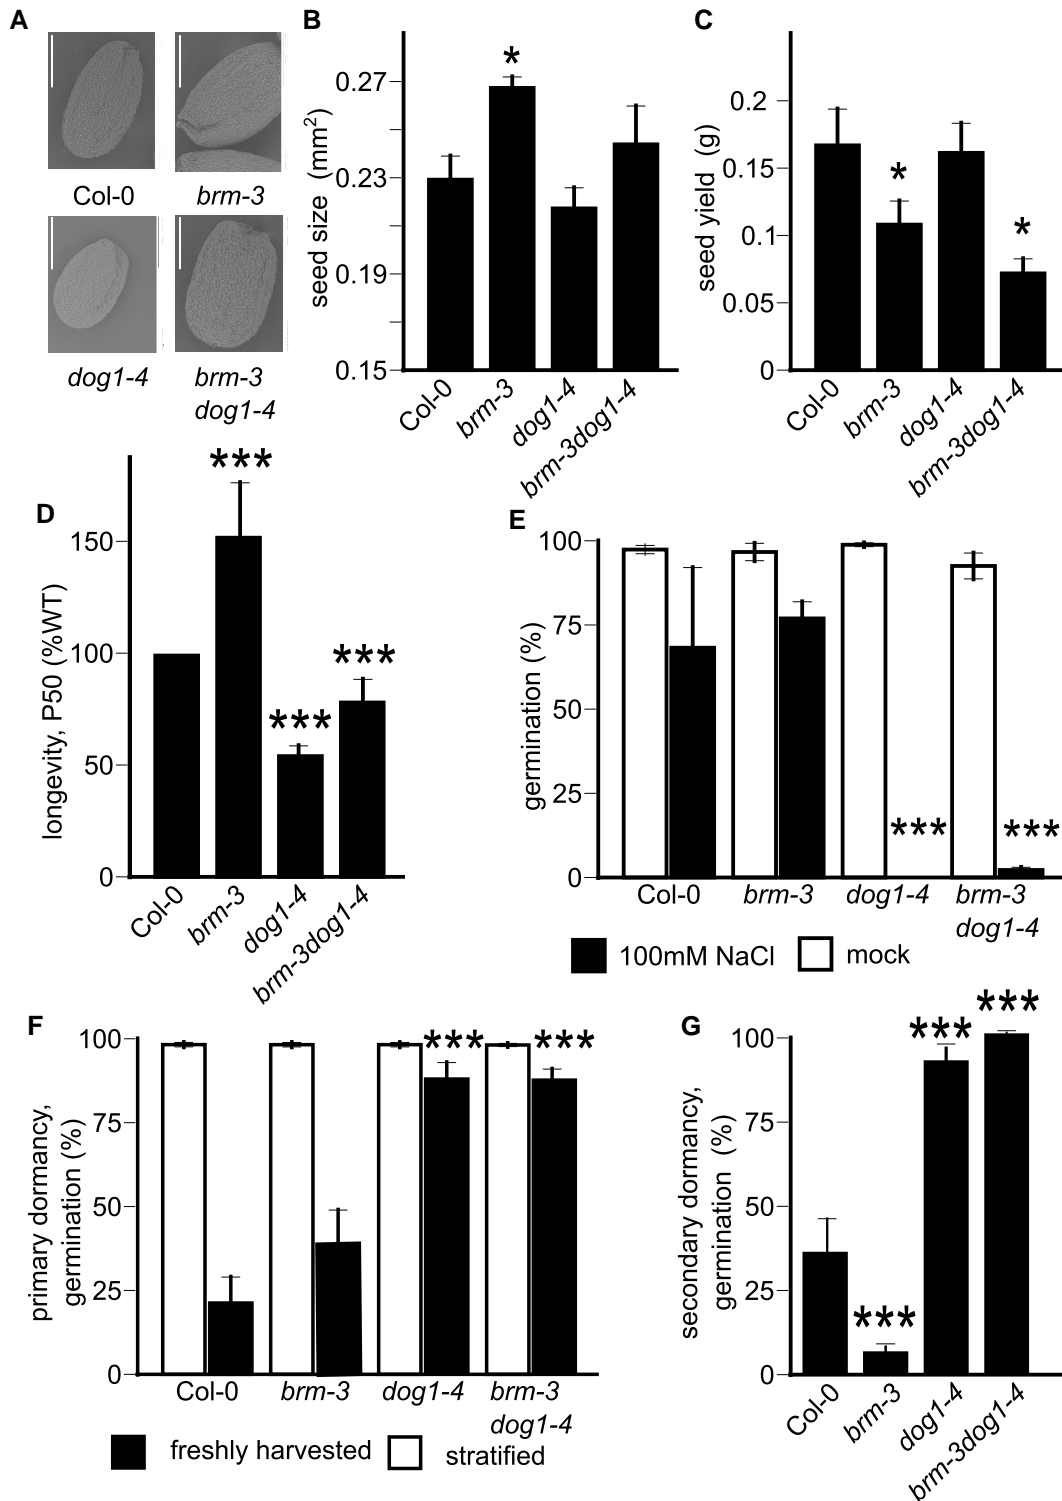 A
Col-0
brm-3
dog1-4
brm-3
dog1-4
B
seed size (mm2)
0.27
0.23
0.19
0.15
*
Col-0
brm-3
dog1-4
brm-3dog1-4
C
seed yield (g)
0.2
0.15
0.1
0.05
0
*
*
Col-0
brm-3
dog1-4
brm-3dog1-4
D
longevity, P50 (%WT)
150
100
50
0
***
***
***
Col-0
brm-3
dog1-4
brm-3dog1-4
E
germination (%)
100
75
50
25
0
***
***
Col-0
brm-3
dog1-4
brm-3
dog1-4
100mM NaCl
mock
F
primary dormancy,
germination (%)
100
75
50
25
0
***
***
Col-0
brm-3
dog1-4
brm-3
dog1-4
freshly harvested
stratified
G
secondary dormancy,
germination (%)
100
75
50
25
0
***
***
***
Col-0
brm-3
dog1-4
brm-3dog1-4